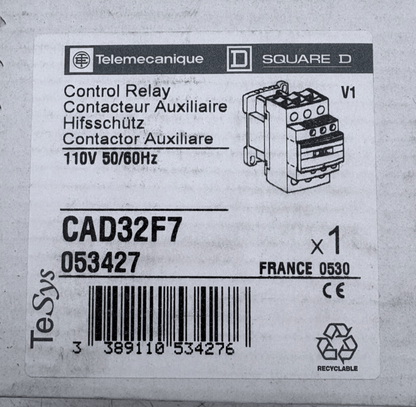 Telemecanique SQUARE D
Control Relay
Contacteur Auxiliaire
Hifsschütz
Contactor Auxiliare
110V 50/60Hz
V1
CAD32F7
053427
x1
FRANCE 0530
CE
TeSys
3 389110 534276
RECYCLABLE